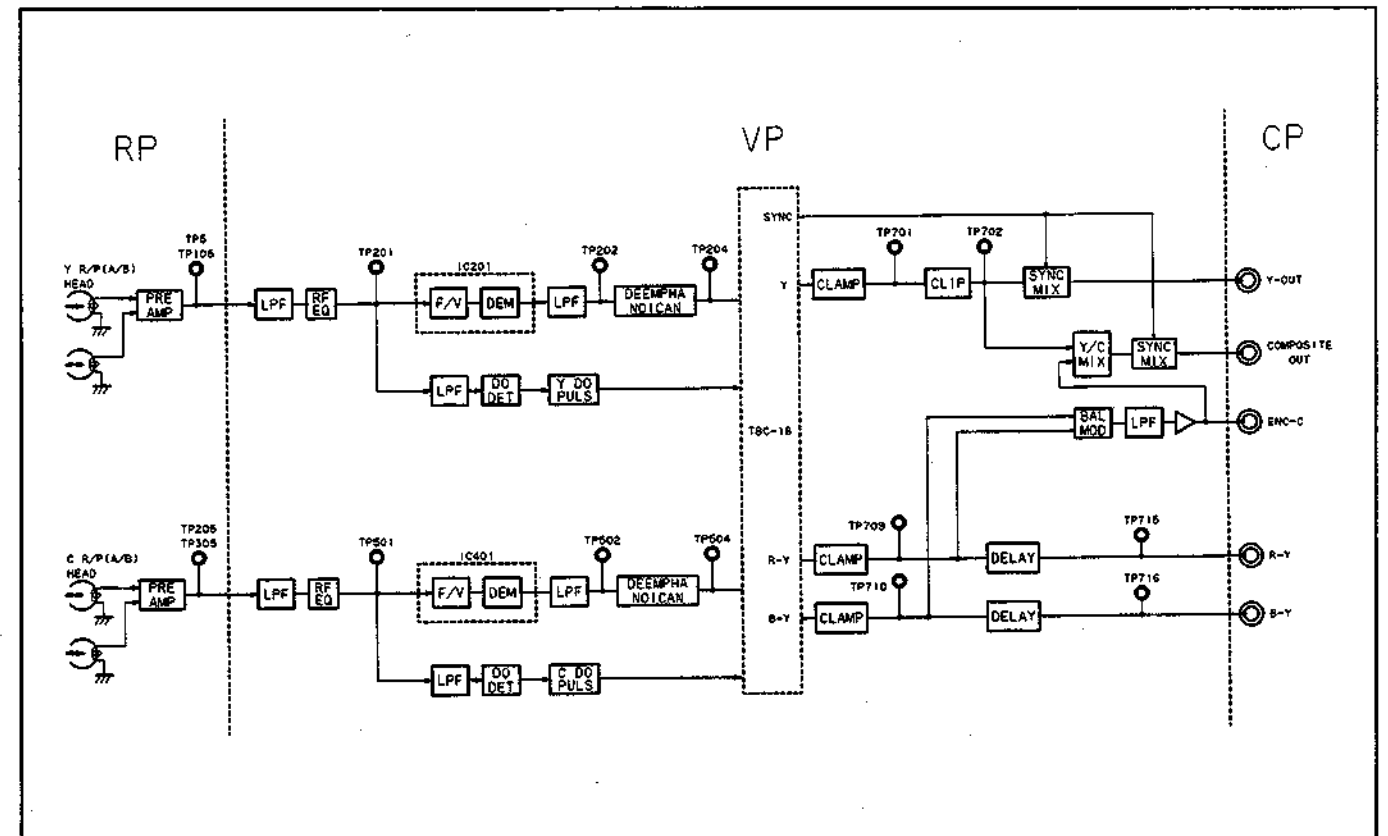 RP
VP
CP
Y R/P(A/B)
HEAD
PRE
AMP
TP5
TP105
LPF
RF
EQ
TP201
IC201
F/V
DEM
LPF
TP202
DEEMPHA
NOICAN
TP204
LPF
DO
DET
Y DO
PULS
SYNC
Y
TBC-18
R-Y
B-Y
CLAMP
TP701
CLIP
TP702
SYNC
MIX
Y-OUT
Y/C
MIX
SYNC
MIX
COMPOSITE
OUT
BAL
MOD
LPF
ENC-C
C R/P(A/B)
HEAD
PRE
AMP
TP205
TP305
LPF
RF
EQ
TP501
IC401
F/V
DEM
LPF
TP502
DEEMPHA
NOICAN
TP504
LPF
DO
DET
C DO
PULS
CLAMP
TP709
DELAY
TP715
R-Y
CLAMP
TP710
DELAY
TP716
B-Y